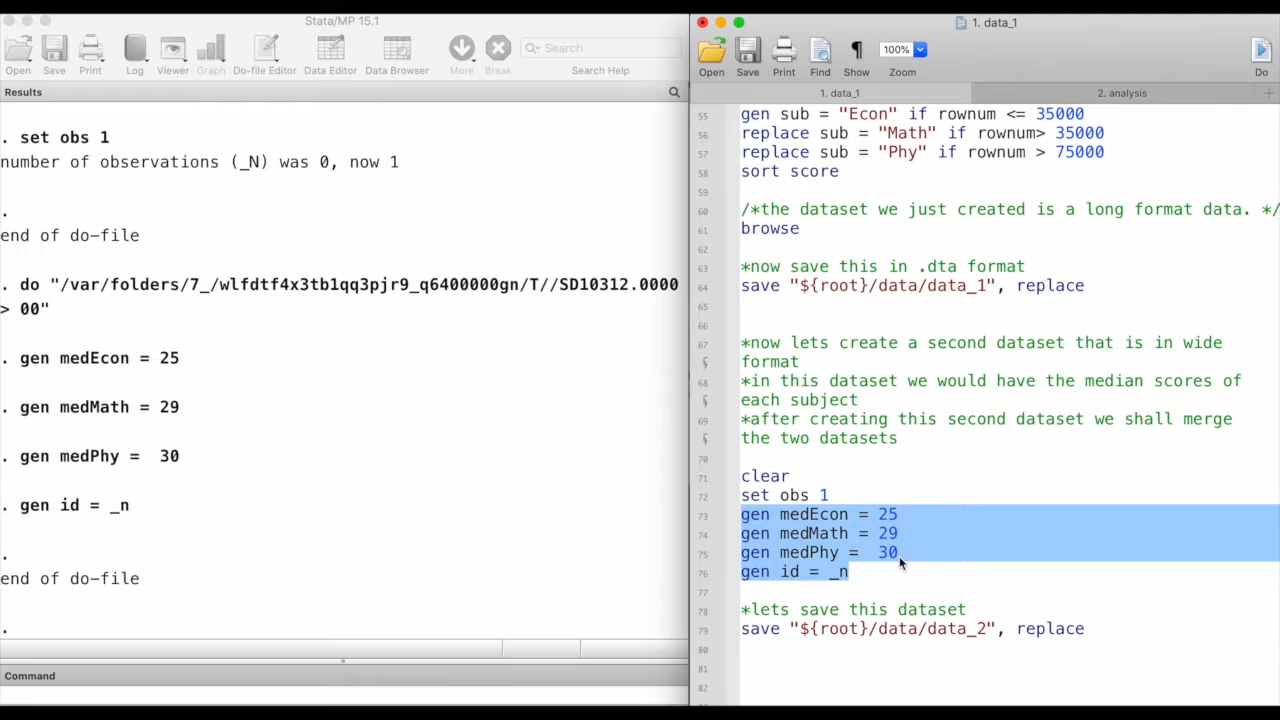 Stata/MP 15.1
Open Save Print Log Viewer Graph Do-file Editor Data Editor Data Browser More Break Search
Search Help
Results
. set obs 1
number of observations (_N) was 0, now 1
.
end of do-file
. do "/var/folders/7_/wlfdtf4x3tb1qq3pjr9_q6400000gn/T//SD10312.0000
> 00"
. gen medEcon = 25
. gen medMath = 29
. gen medPhy =  30
. gen id = _n
.
end of do-file
.
Command
1. data_1
Open Save Print Find Show 100% Zoom Do
1. data_1 2. analysis
55 gen sub = "Econ" if rownum <= 35000
56 replace sub = "Math" if rownum> 35000
57 replace sub = "Phy" if rownum > 75000
58 sort score
59
60 /*the dataset we just created is a long format data. */
61 browse
62
63 *now save this in .dta format
64 save "${root}/data/data_1", replace
65
66
67 *now lets create a second dataset that is in wide
format
68 *in this dataset we would have the median scores of
each subject
69 *after creating this second dataset we shall merge
the two datasets
70
71 clear
72 set obs 1
73 gen medEcon = 25
74 gen medMath = 29
75 gen medPhy =  30
76 gen id = _n
77
78 *lets save this dataset
79 save "${root}/data/data_2", replace
80
81
82